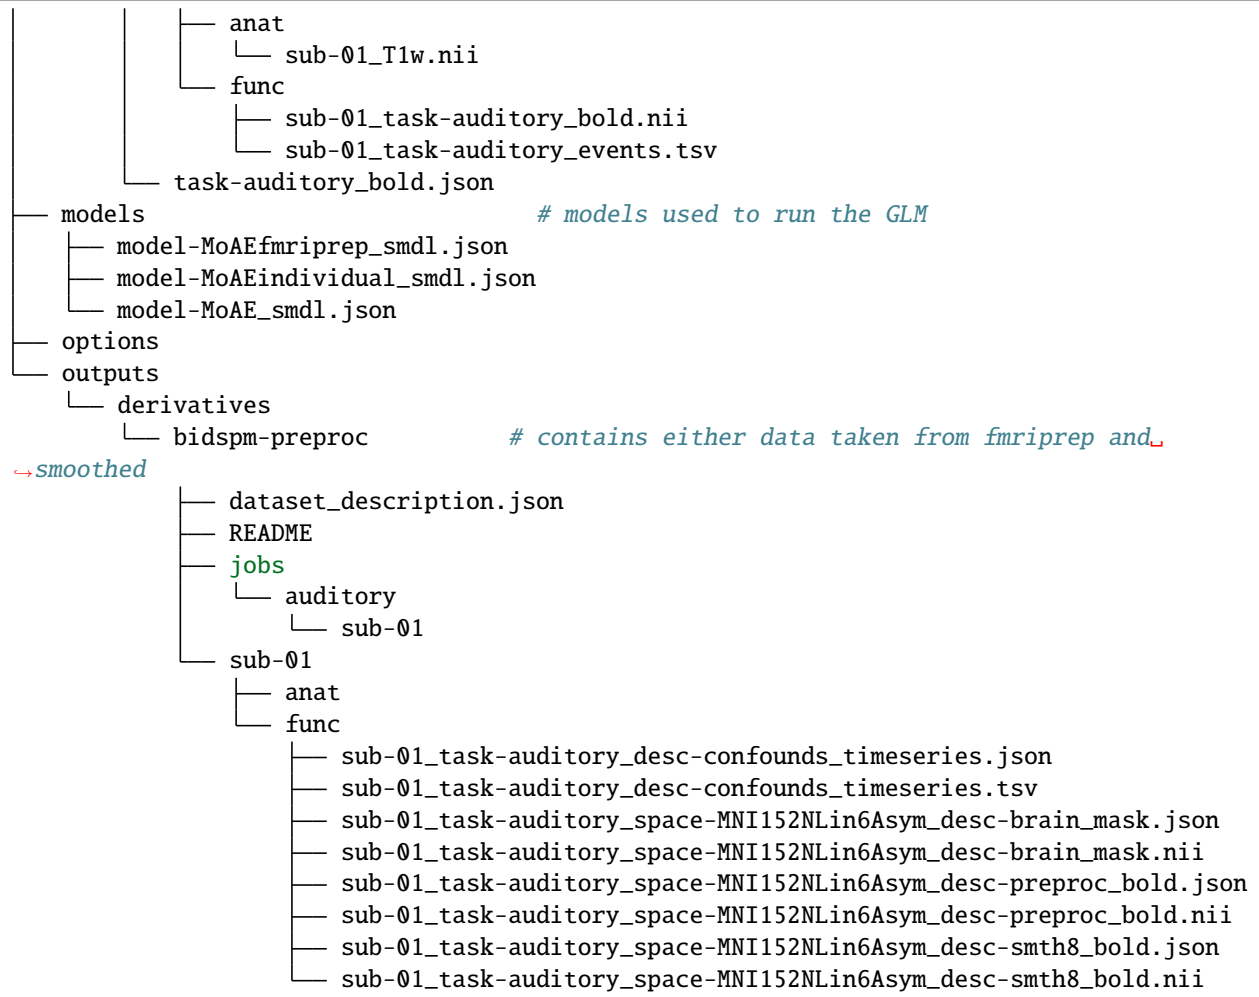 │       │   ├── anat
│       │   │   └── sub-01_T1w.nii
│       │   └── func
│       │       ├── sub-01_task-auditory_bold.nii
│       │       └── sub-01_task-auditory_events.tsv
│       └── task-auditory_bold.json
├── models                            # models used to run the GLM
│   ├── model-MoAEfmriprep_smdl.json
│   ├── model-MoAEindividual_smdl.json
│   └── model-MoAE_smdl.json
├── options
└── outputs
    └── derivatives
        └── bidspm-preproc          # contains either data taken from fmriprep and␣
↪smoothed
            ├── dataset_description.json
            ├── README
            ├── jobs
            │   └── auditory
            │       └── sub-01
            └── sub-01
                ├── anat
                └── func
                    ├── sub-01_task-auditory_desc-confounds_timeseries.json
                    ├── sub-01_task-auditory_desc-confounds_timeseries.tsv
                    ├── sub-01_task-auditory_space-MNI152NLin6Asym_desc-brain_mask.json
                    ├── sub-01_task-auditory_space-MNI152NLin6Asym_desc-brain_mask.nii
                    ├── sub-01_task-auditory_space-MNI152NLin6Asym_desc-preproc_bold.json
                    ├── sub-01_task-auditory_space-MNI152NLin6Asym_desc-preproc_bold.nii
                    ├── sub-01_task-auditory_space-MNI152NLin6Asym_desc-smth8_bold.json
                    └── sub-01_task-auditory_space-MNI152NLin6Asym_desc-smth8_bold.nii